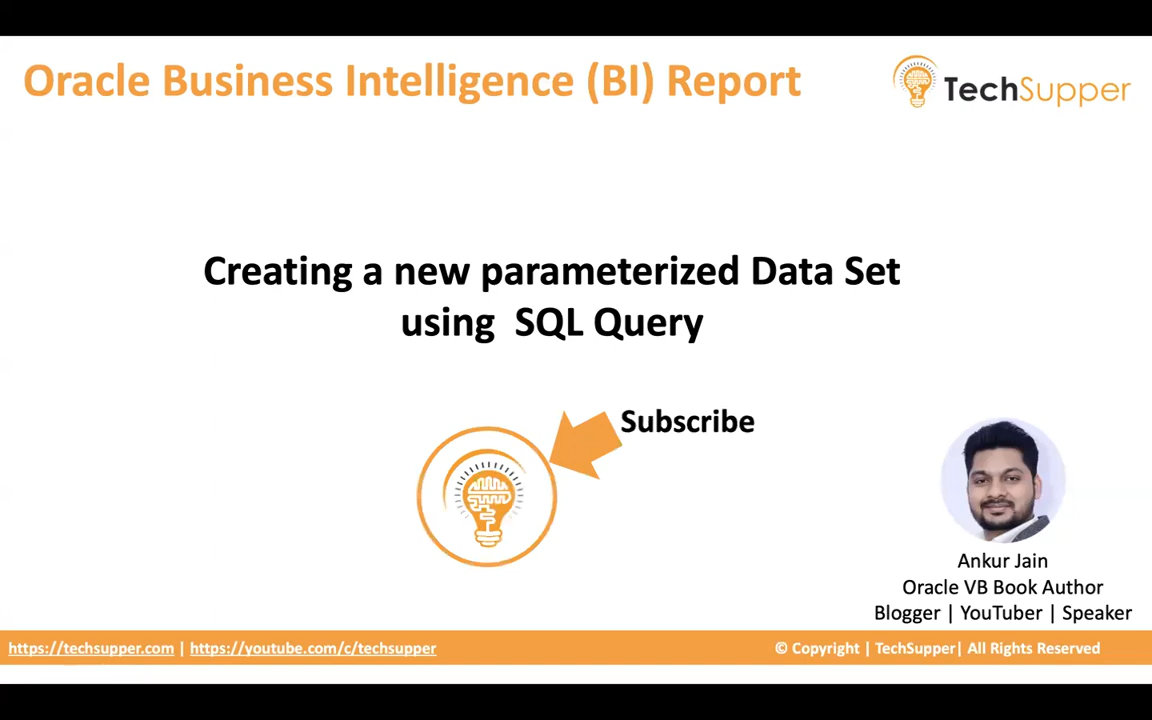 Oracle Business Intelligence (BI) Report
TechSupper
Creating a new parameterized Data Set
using SQL Query
Subscribe
Ankur Jain
Oracle VB Book Author
Blogger | YouTuber | Speaker
https://techsupper.com | https://youtube.com/c/techsupper
© Copyright | TechSupper| All Rights Reserved